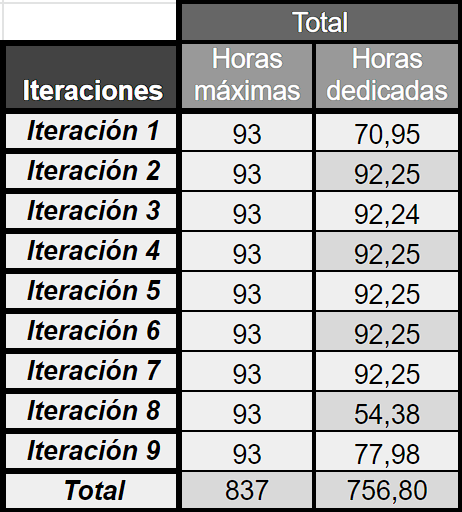 Total
Iteraciones Horas máximas Horas dedicadas
Iteración 1 93 70,95
Iteración 2 93 92,25
Iteración 3 93 92,24
Iteración 4 93 92,25
Iteración 5 93 92,25
Iteración 6 93 92,25
Iteración 7 93 92,25
Iteración 8 93 54,38
Iteración 9 93 77,98
Total 837 756,80